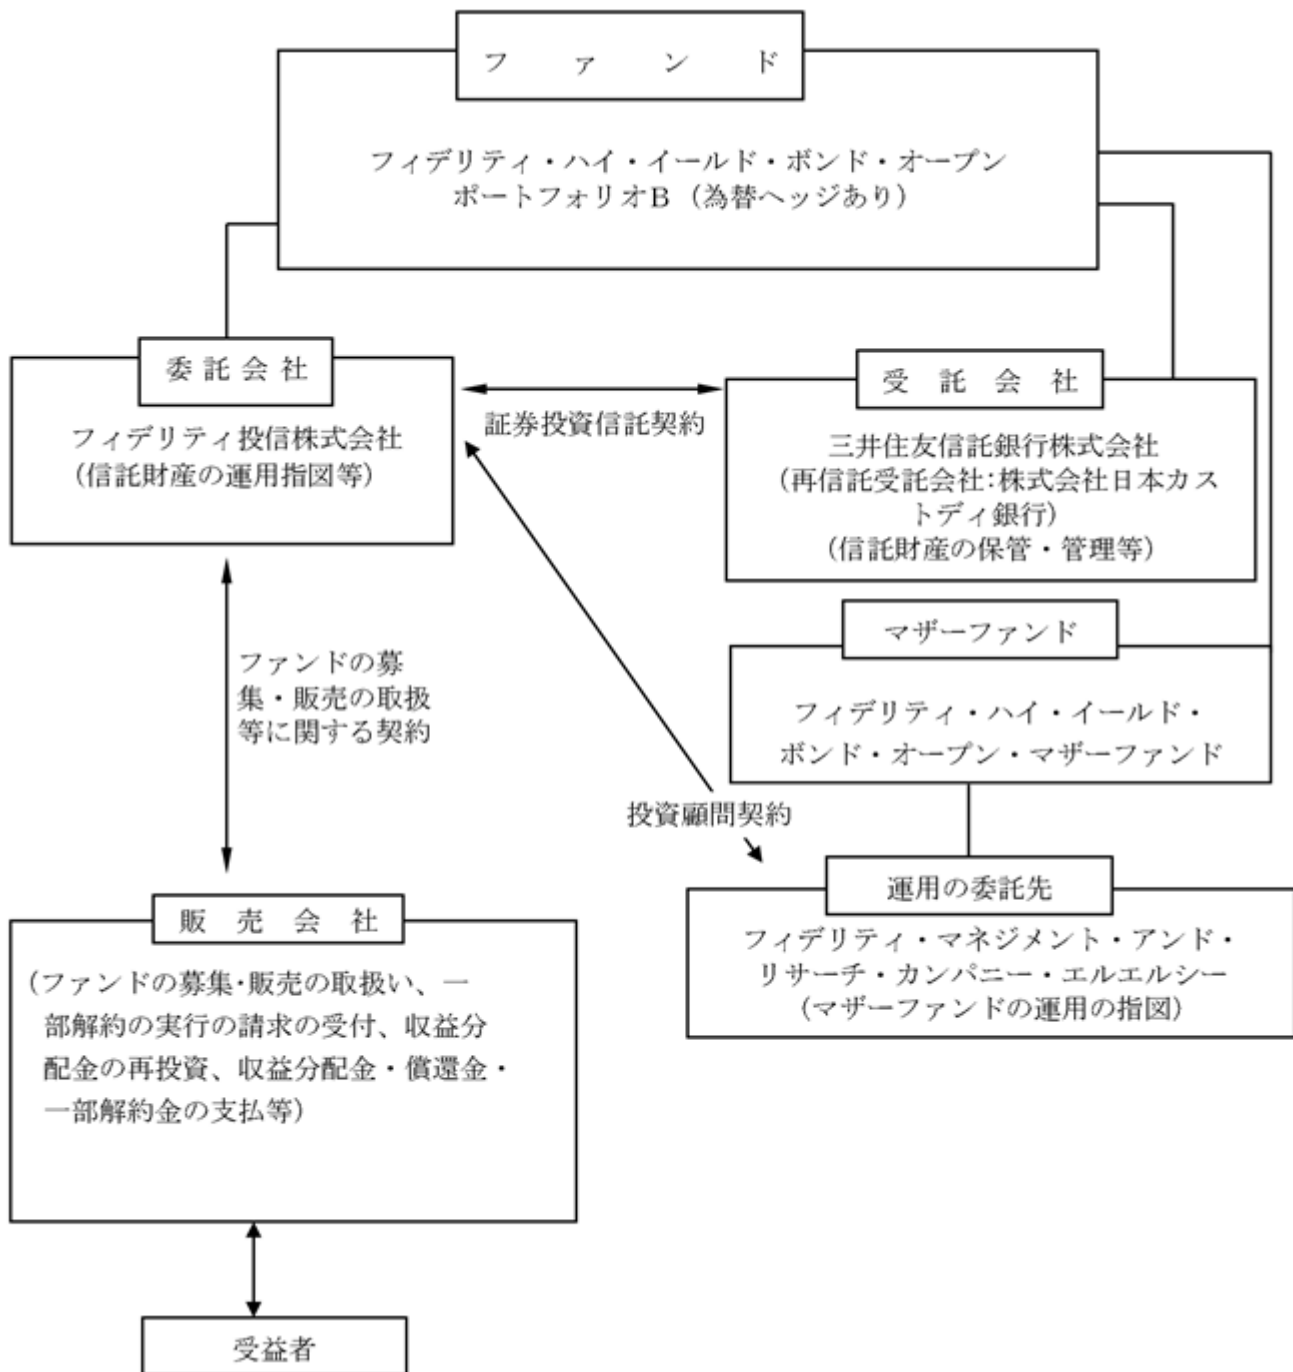 ファンド
フィデリティ・ハイ・イールド・ボンド・オープン
ポートフォリオB（為替ヘッジあり）
委託会社
フィデリティ投信株式会社
（信託財産の運用指図等）
証券投資信託契約
受託会社
三井住友信託銀行株式会社
（再信託受託会社：株式会社日本カス
トディ銀行）
（信託財産の保管・管理等）
マザーファンド
フィデリティ・ハイ・イールド・
ボンド・オープン・マザーファンド
ファンドの募
集・販売の取扱
等に関する契約
投資顧問契約
運用の委託先
フィデリティ・マネジメント・アンド・
リサーチ・カンパニー・エルエルシー
（マザーファンドの運用の指図）
販売会社
（ファンドの募集・販売の取扱い、一
部解約の実行の請求の受付、収益分
配金の再投資、収益分配金・償還金・
一部解約金の支払等）
受益者